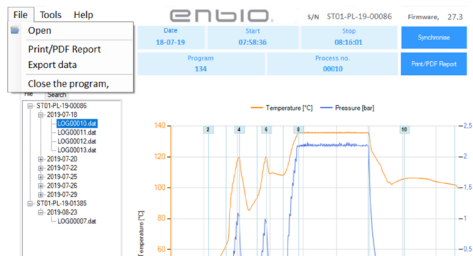 File Tools Help
enbio.
S/N ST01-PL-19-00086
Firmware, 27.3
Open
Print/PDF Report
Export data
Close the program,
Date
18-07-19
Start
07:58:36
Stop
08:16:01
Synchronise
Program
134
Process no.
00010
Print/PDF Report
File Search
ST01-PL-19-00086
2019-07-18
LOG00010.dat
LOG00011.dat
LOG00012.dat
LOG00013.dat
2019-07-20
2019-07-22
2019-07-25
2019-07-26
2019-07-29
ST01-PL-19-01385
2019-08-23
LOG00007.dat
Temperature [°C] Pressure [bar]
2 4 6 8 10
140
120
100
80
60
Temperature [°C]
2,5
2
1,5
1
0,5